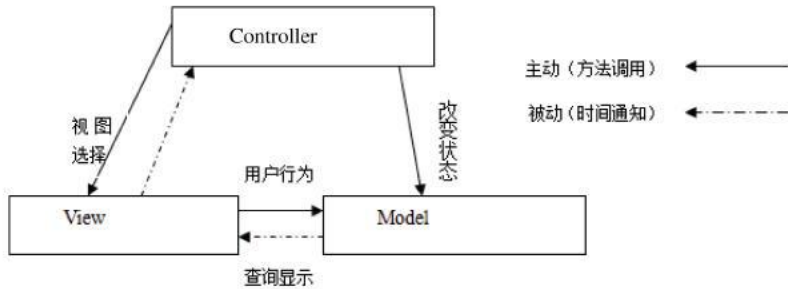 Controller
主动（方法调用）
被动（时间通知）
视图
选择
改变状态
用户行为
View
Model
查询显示